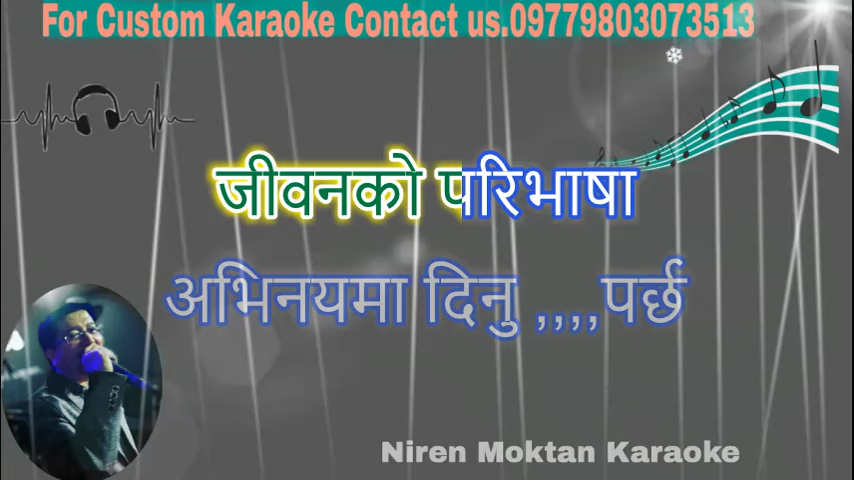 For Custom Karaoke Contact us.09779803073513
जीवनको परिभाषा
अभिनयमा दिनु ,,,,पर्छ
Niren Moktan Karaoke